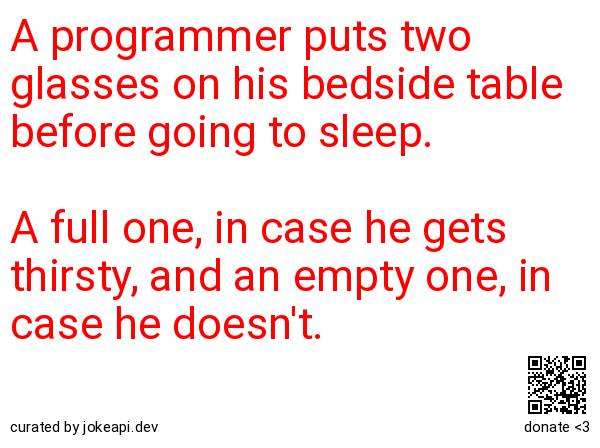 A programmer puts two
glasses on his bedside table
before going to sleep.
A full one, in case he gets
thirsty, and an empty one, in
case he doesn't.
curated by jokeapi.dev
donate <3